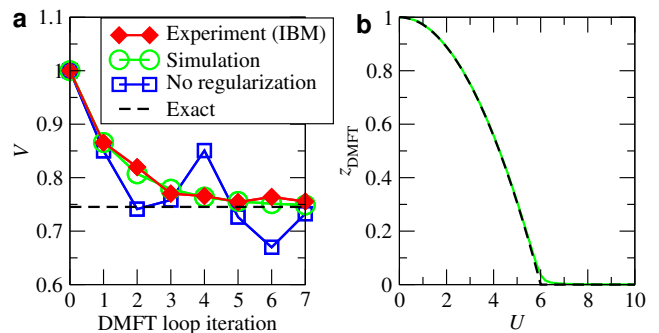 a
1.1
1
0.9
0.8
0.7
0.6
V
Experiment (IBM)
Simulation
No regularization
Exact
0 1 2 3 4 5 6 7
DMFT loop iteration
b
1
0.8
0.6
0.4
0.2
0
zDMFT
0 2 4 6 8 10
U